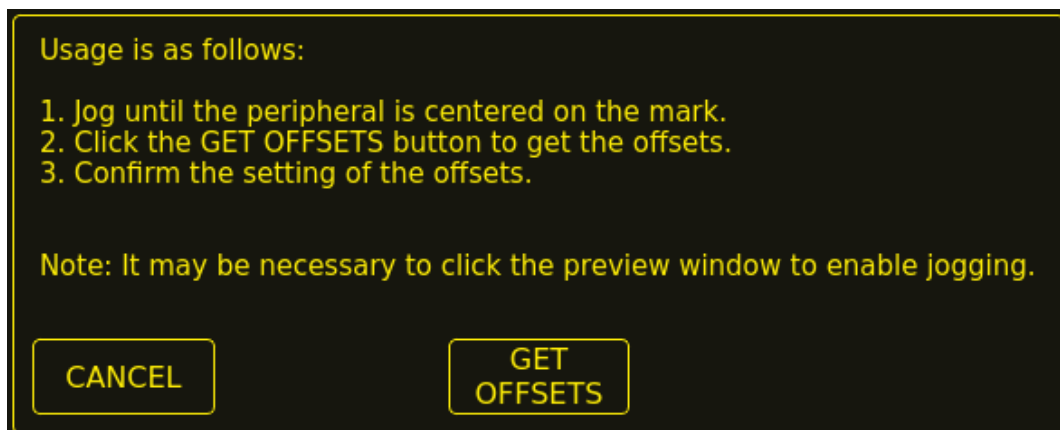 Usage is as follows:
1. Jog until the peripheral is centered on the mark.
2. Click the GET OFFSETS button to get the offsets.
3. Confirm the setting of the offsets.
Note: It may be necessary to click the preview window to enable jogging.
CANCEL
GET
OFFSETS